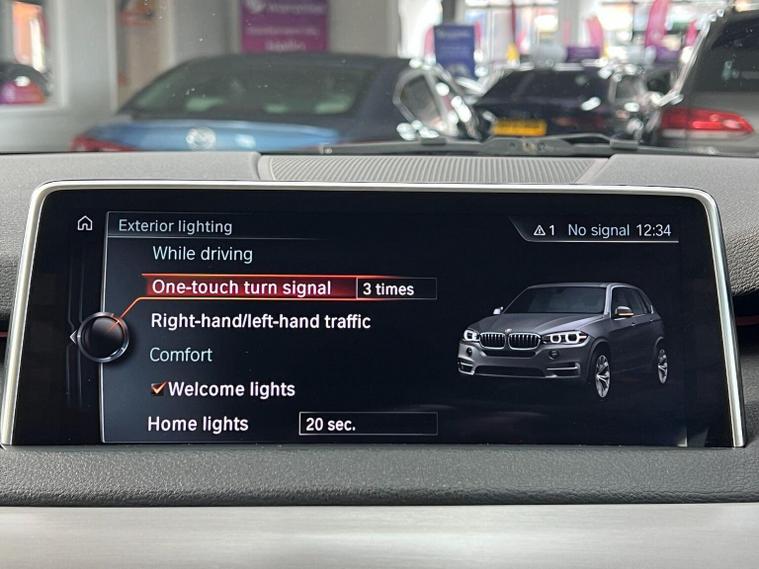 Exterior lighting
1 No signal 12:34
While driving
One-touch turn signal 3 times
Right-hand/left-hand traffic
Comfort
Welcome lights
Home lights 20 sec.